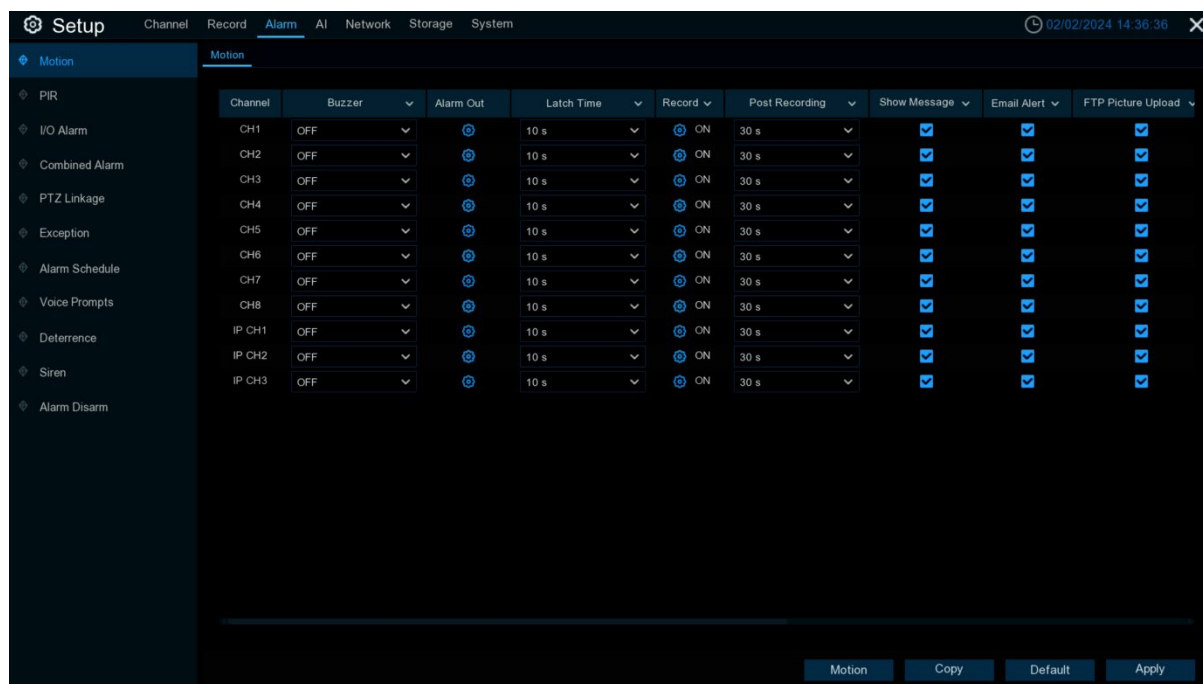 Setup Channel Record Alarm AI Network Storage System 02/02/2024 14:36:36
Motion
PIR
I/O Alarm
Combined Alarm
PTZ Linkage
Exception
Alarm Schedule
Voice Prompts
Deterrence
Siren
Alarm Disarm
Motion
Channel Buzzer Alarm Out Latch Time Record Post Recording Show Message Email Alert FTP Picture Upload
CH1 OFF 10 s ON 30 s
CH2 OFF 10 s ON 30 s
CH3 OFF 10 s ON 30 s
CH4 OFF 10 s ON 30 s
CH5 OFF 10 s ON 30 s
CH6 OFF 10 s ON 30 s
CH7 OFF 10 s ON 30 s
CH8 OFF 10 s ON 30 s
IP CH1 OFF 10 s ON 30 s
IP CH2 OFF 10 s ON 30 s
IP CH3 OFF 10 s ON 30 s
Motion Copy Default Apply